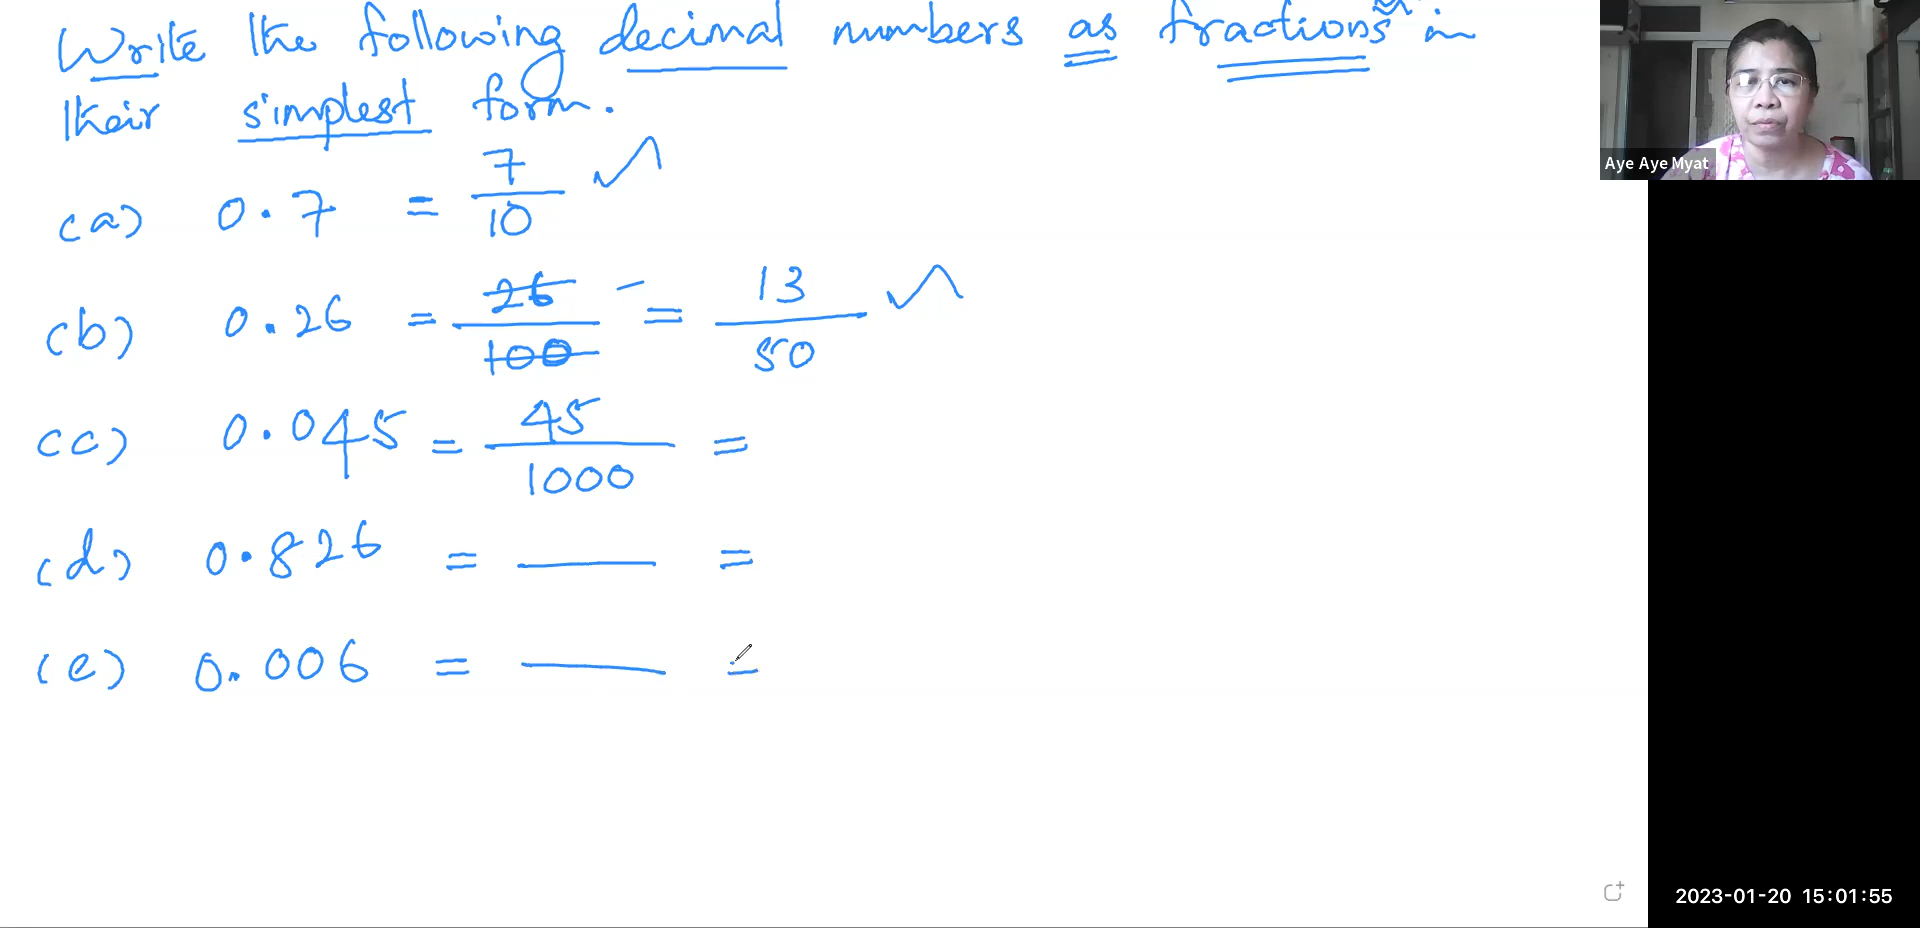 Write the following decimal numbers as fractions in
their simplest form.
(a) 0.7 = 7/10 ✓
(b) 0.26 = 26/100 = 13/50 ✓
(c) 0.045 = 45/1000 =
(d) 0.826 = — =
(e) 0.006 = — =
Aye Aye Myat
2023-01-20 15:01:55